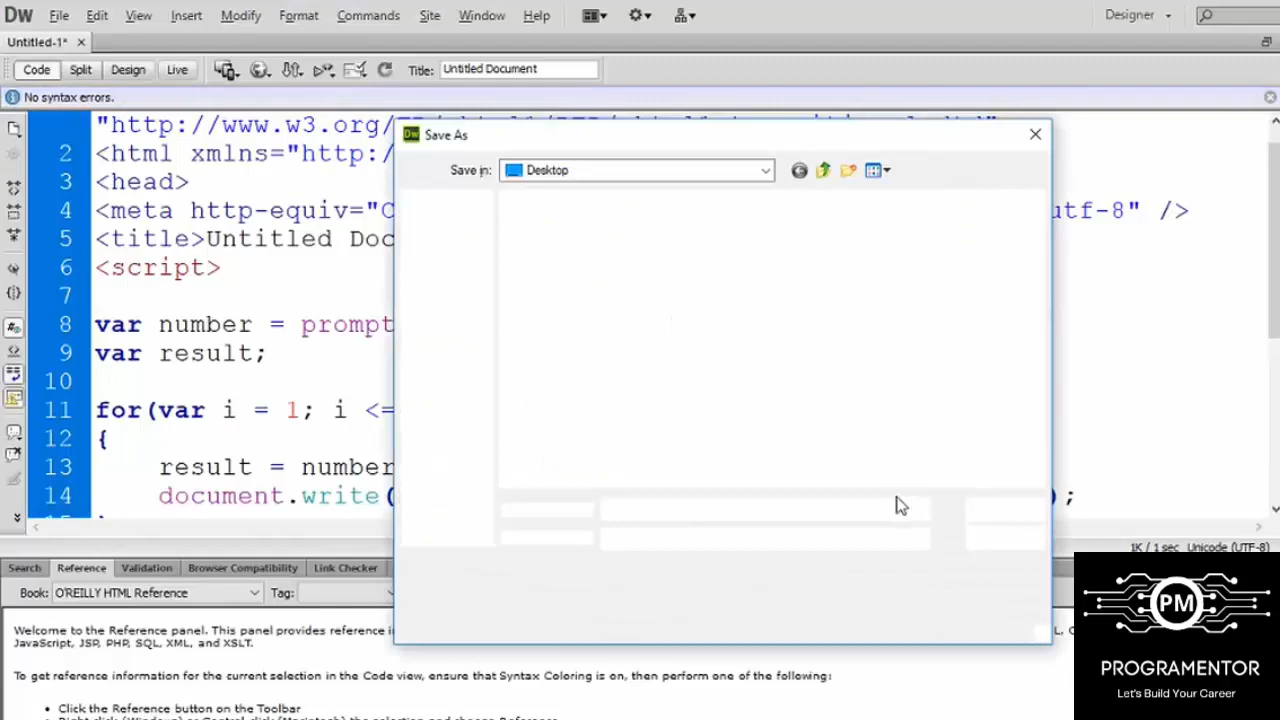 Dw File Edit View Insert Modify Format Commands Site Window Help Designer
Untitled-1*
Code Split Design Live Title: Untitled Document
No syntax errors.
"http://www.w3.org/
2 <html xmlns="http:/
3 <head>
4 <meta http-equiv="C utf-8" />
5 <title>Untitled Doc
6 <script>
7
8 var number = prompt
9 var result;
10
11 for(var i = 1; i <=
12 {
13 result = number
14 document.write( );
Dw Save As
Save in: Desktop
1K / 1 sec Unicode (UTF-8)
Search Reference Validation Browser Compatibility Link Checker
Book: O'REILLY HTML Reference Tag:
Welcome to the Reference panel. This panel provides reference i
JavaScript, JSP, PHP, SQL, XML, and XSLT.
To get reference information for the current selection in the Code view, ensure that Syntax Coloring is on, then perform one of the following:
• Click the Reference button on the Toolbar
PM
PROGRAMENTOR
Let's Build Your Career